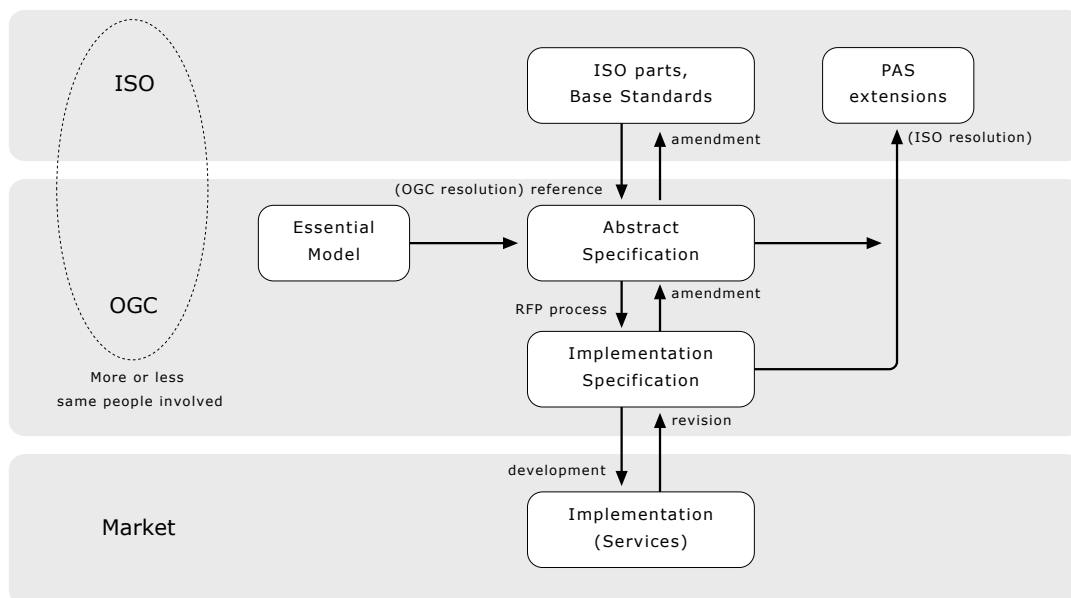 ISO
ISO parts,
Base Standards
PAS
extensions
amendment
(ISO resolution)
(OGC resolution) reference
Essential
Model
Abstract
Specification
OGC
RFP process
amendment
Implementation
Specification
More or less
same people involved
revision
development
Market
Implementation
(Services)